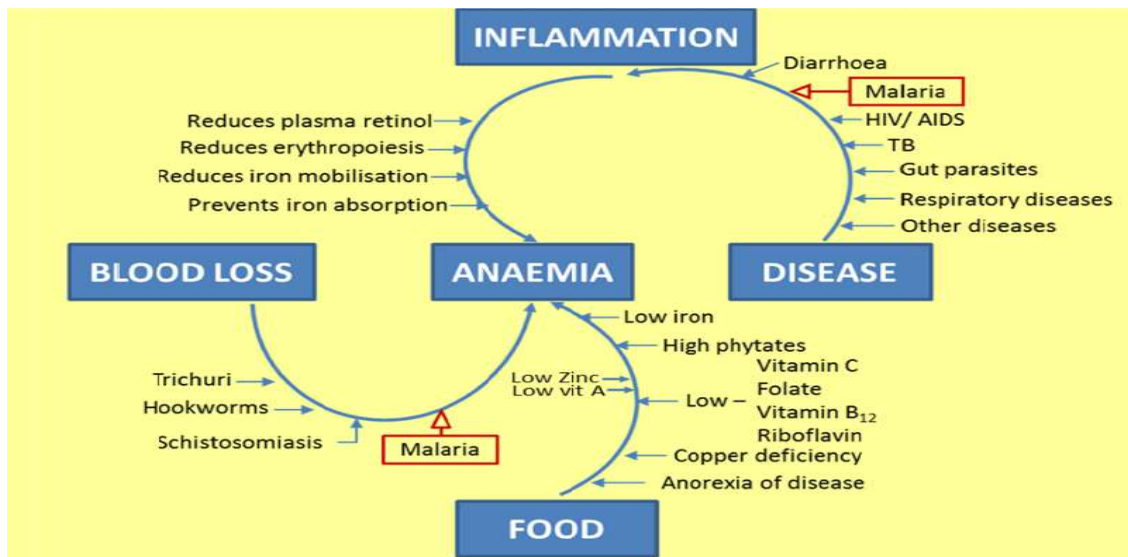 INFLAMMATION
Diarrhoea
Malaria
HIV/ AIDS
TB
Gut parasites
Respiratory diseases
Other diseases
Reduces plasma retinol
Reduces erythropoiesis
Reduces iron mobilisation
Prevents iron absorption
BLOOD LOSS
ANAEMIA
DISEASE
Trichuri
Hookworms
Schistosomiasis
Malaria
Low iron
High phytates
Low Zinc
Low vit A
Low –
Vitamin C
Folate
Vitamin B12
Riboflavin
Copper deficiency
Anorexia of disease
FOOD